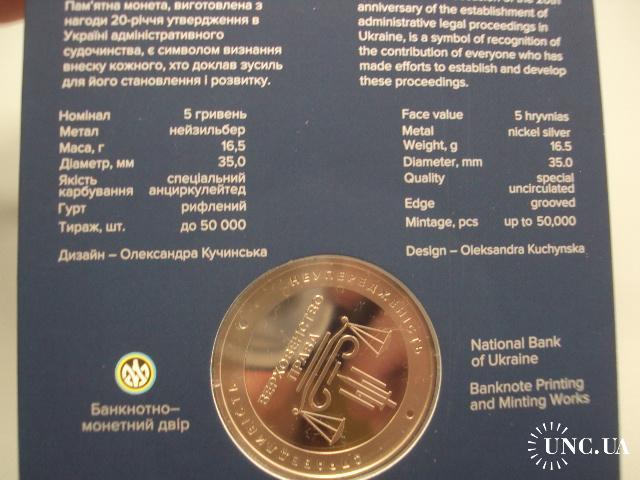 Пам'ятна монета, виготовлена з
нагоди 20-річчя утвердження в
Україні адміністративного
судочинства, є символом визнання
внеску кожного, хто доклав зусиль
для його становлення і розвитку.
anniversary of the establishment of
administrative legal proceedings in
Ukraine, is a symbol of recognition of
the contribution of everyone who has
made efforts to establish and develop
these proceedings.
Номінал 5 гривень
Метал нейзильбер
Маса, г 16,5
Діаметр, мм 35,0
Якість спеціальний
карбування анциркулейтед
Гурт рифлений
Тираж, шт. до 50 000
Дизайн – Олександра Кучинська
Face value 5 hryvnias
Metal nickel silver
Weight, g 16.5
Diameter, mm 35.0
Quality special
uncirculated
Edge grooved
Mintage, pcs up to 50,000
Design – Oleksandra Kuchynska
НЕУПЕРЕДЖЕНІСТЬ
ВЕРХОВЕНСТВО
ПРАВА
СПРАВЕДЛИВІСТЬ
Банкнотно–
монетний двір
National Bank
of Ukraine
Banknote Printing
and Minting Works
UNC.UA